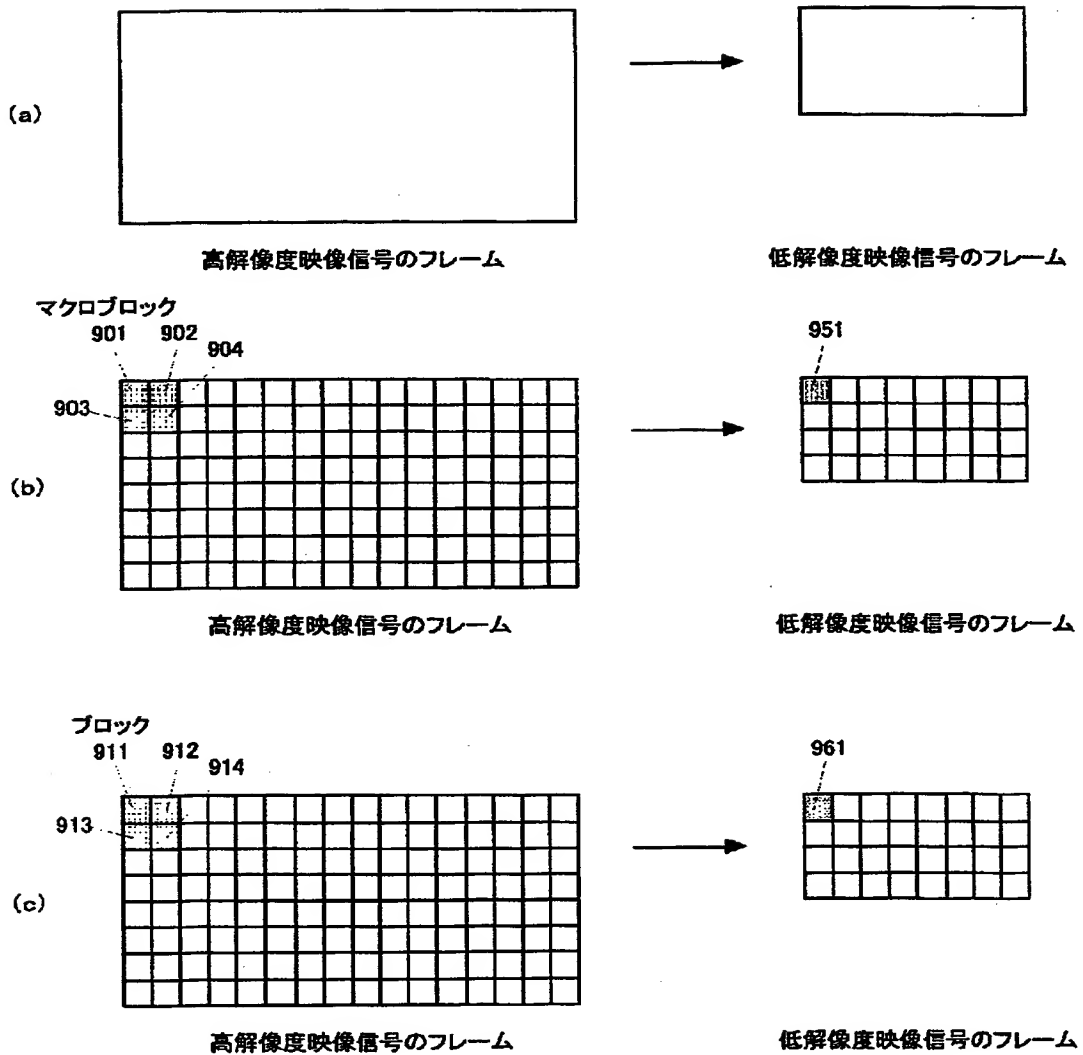 (a)
高解像度映像信号のフレーム
低解像度映像信号のフレーム
マクロブロック
901
902
904
903
951
(b)
高解像度映像信号のフレーム
低解像度映像信号のフレーム
ブロック
911
912
914
913
961
(c)
高解像度映像信号のフレーム
低解像度映像信号のフレーム